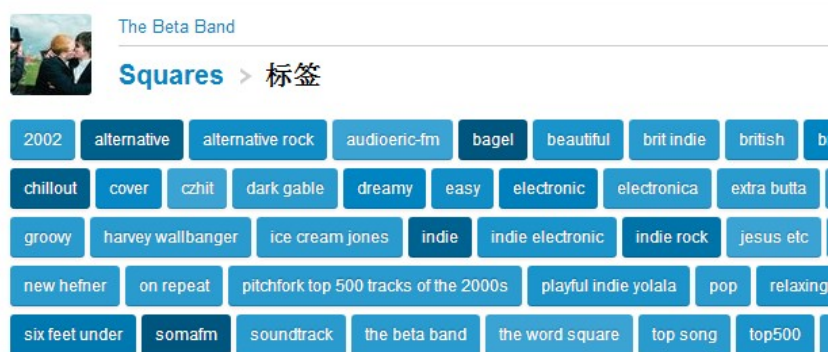 The Beta Band
Squares > 标签
2002 alternative alternative rock audioeric-fm bagel beautiful brit indie british
chillout cover czhit dark gable dreamy easy electronic electronica extra butta
groovy harvey wallbanger ice cream jones indie indie electronic indie rock jesus etc
new hefner on repeat pitchfork top 500 tracks of the 2000s playful indie yolala pop relaxing
six feet under somafm soundtrack the beta band the word square top song top500